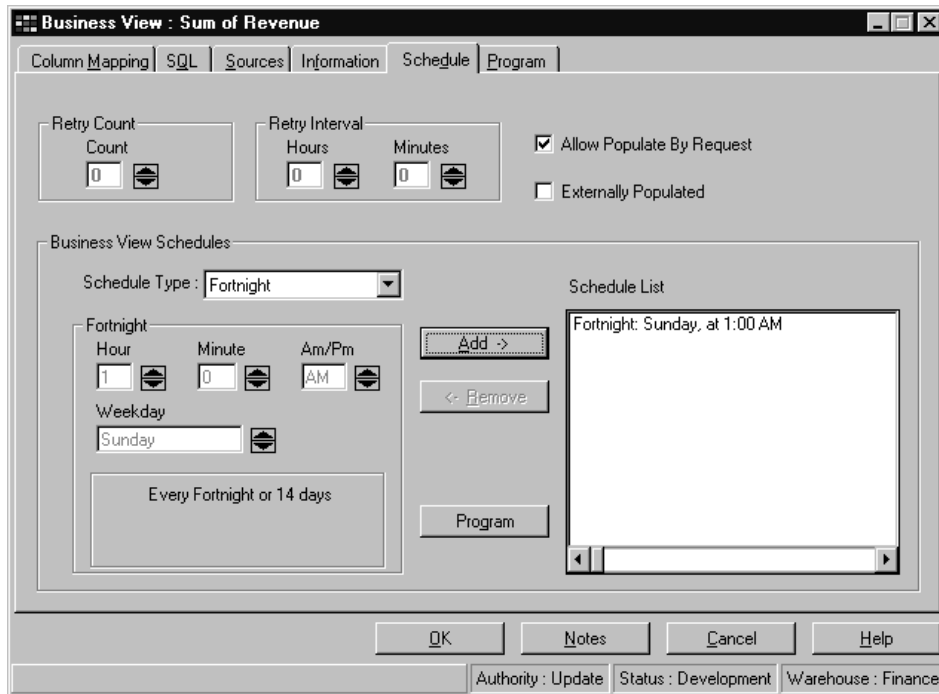 Business View : Sum of Revenue
Column Mapping SQL Sources Information Schedule Program
Retry Count Retry Interval
Count Hours Minutes
0 0 0
Allow Populate By Request
Externally Populated
Business View Schedules
Schedule Type : Fortnight
Schedule List
Fortnight
Hour Minute Am/Pm
1 0 AM
Weekday
Sunday
Every Fortnight or 14 days
Add ->
<- Remove
Program
Fortnight: Sunday, at 1:00 AM
OK Notes Cancel Help
Authority : Update Status : Development Warehouse : Finance